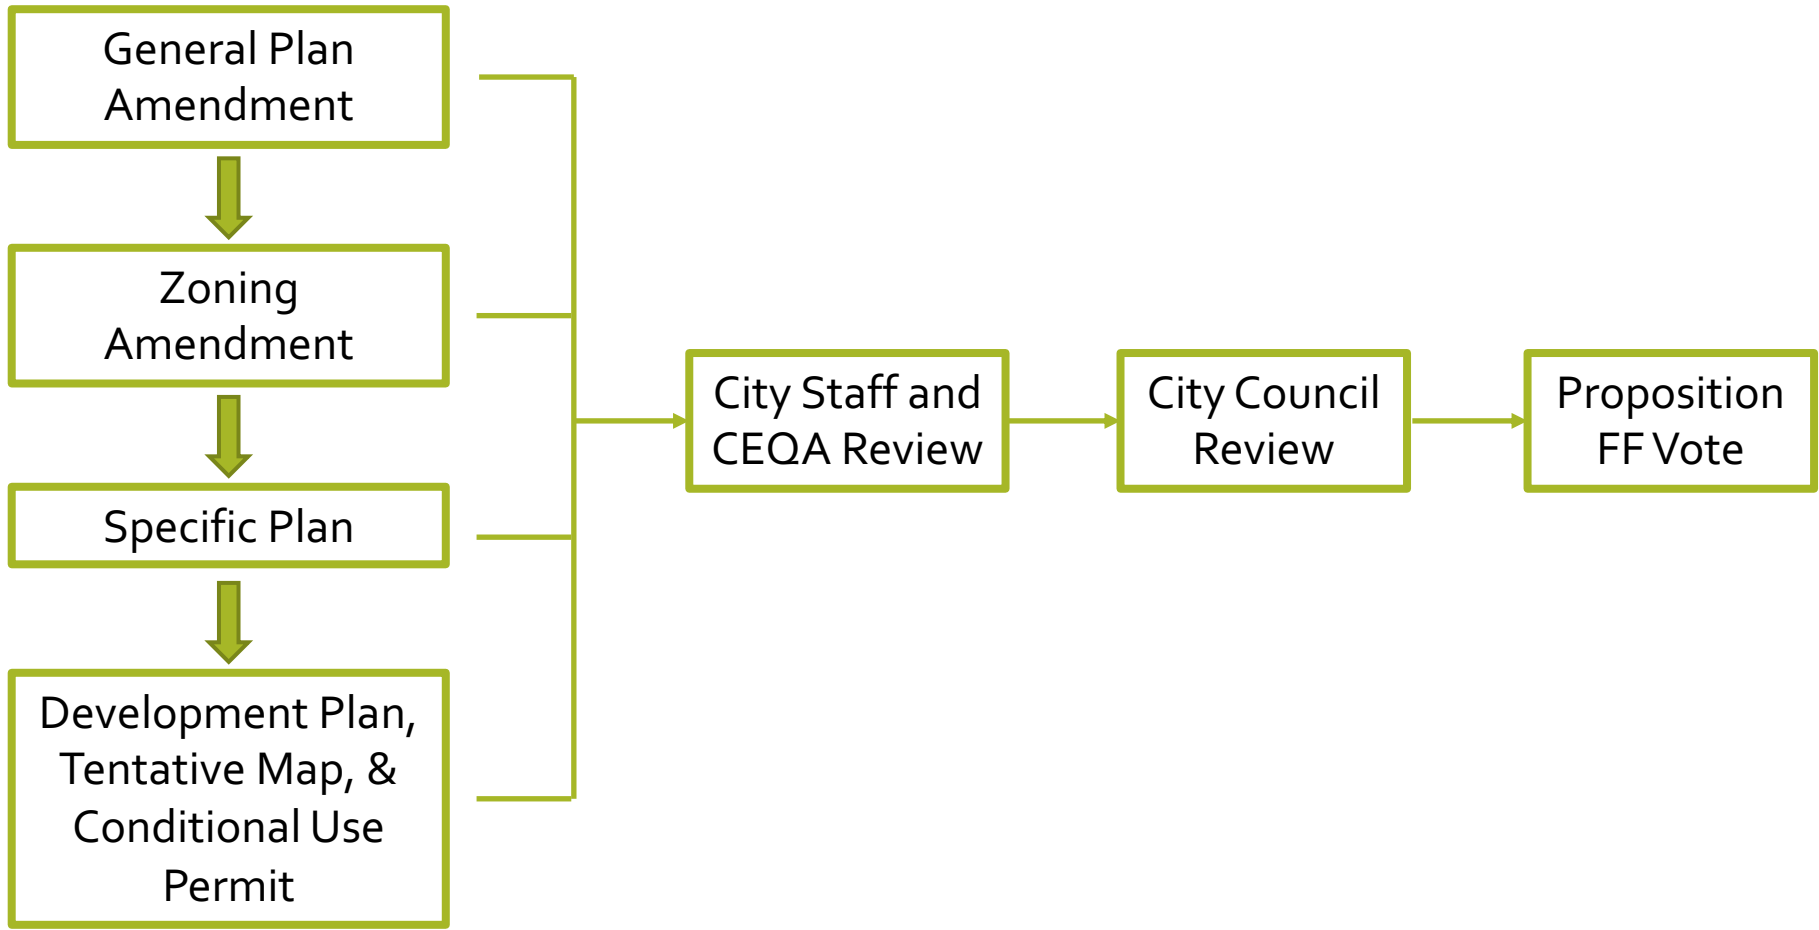 General Plan
Amendment
Zoning
Amendment
Specific Plan
Development Plan,
Tentative Map, &
Conditional Use
Permit
City Staff and
CEQA Review
City Council
Review
Proposition
FF Vote